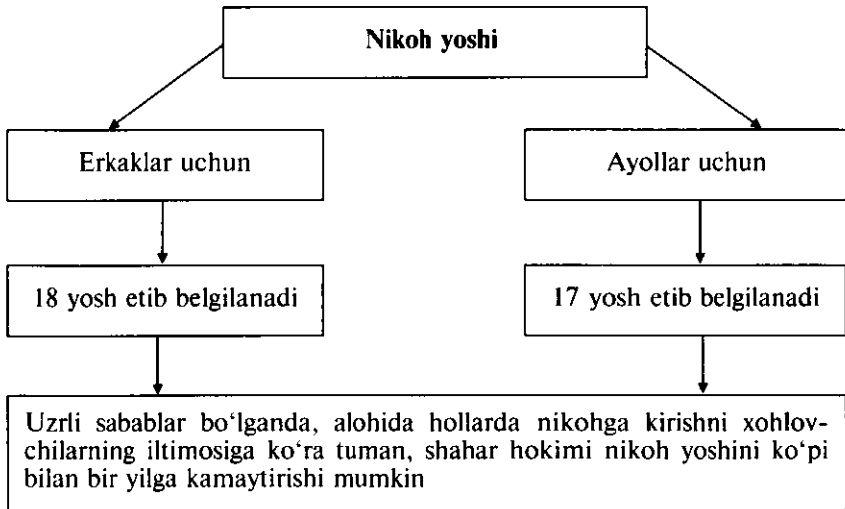 Nikoh yoshi
Erkaklar uchun
Ayollar uchun
18 yosh etib belgilanadi
17 yosh etib belgilanadi
Uzrli sabablar bo‘lganda, alohida hollarda nikohga kirishni xohlov-
chilarning iltimosiga ko‘ra tuman, shahar hokimi nikoh yoshini ko‘pi
bilan bir yilga kamaytirishi mumkin